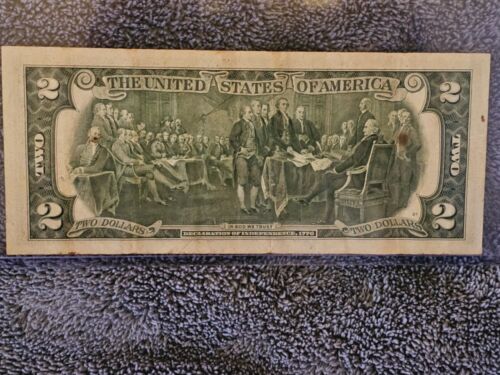 THE UNITED STATES OF AMERICA
2 2
TWO TWO
2 2
TWO DOLLARS TWO DOLLARS
IN GOD WE TRUST
DECLARATION OF INDEPENDENCE, 1776